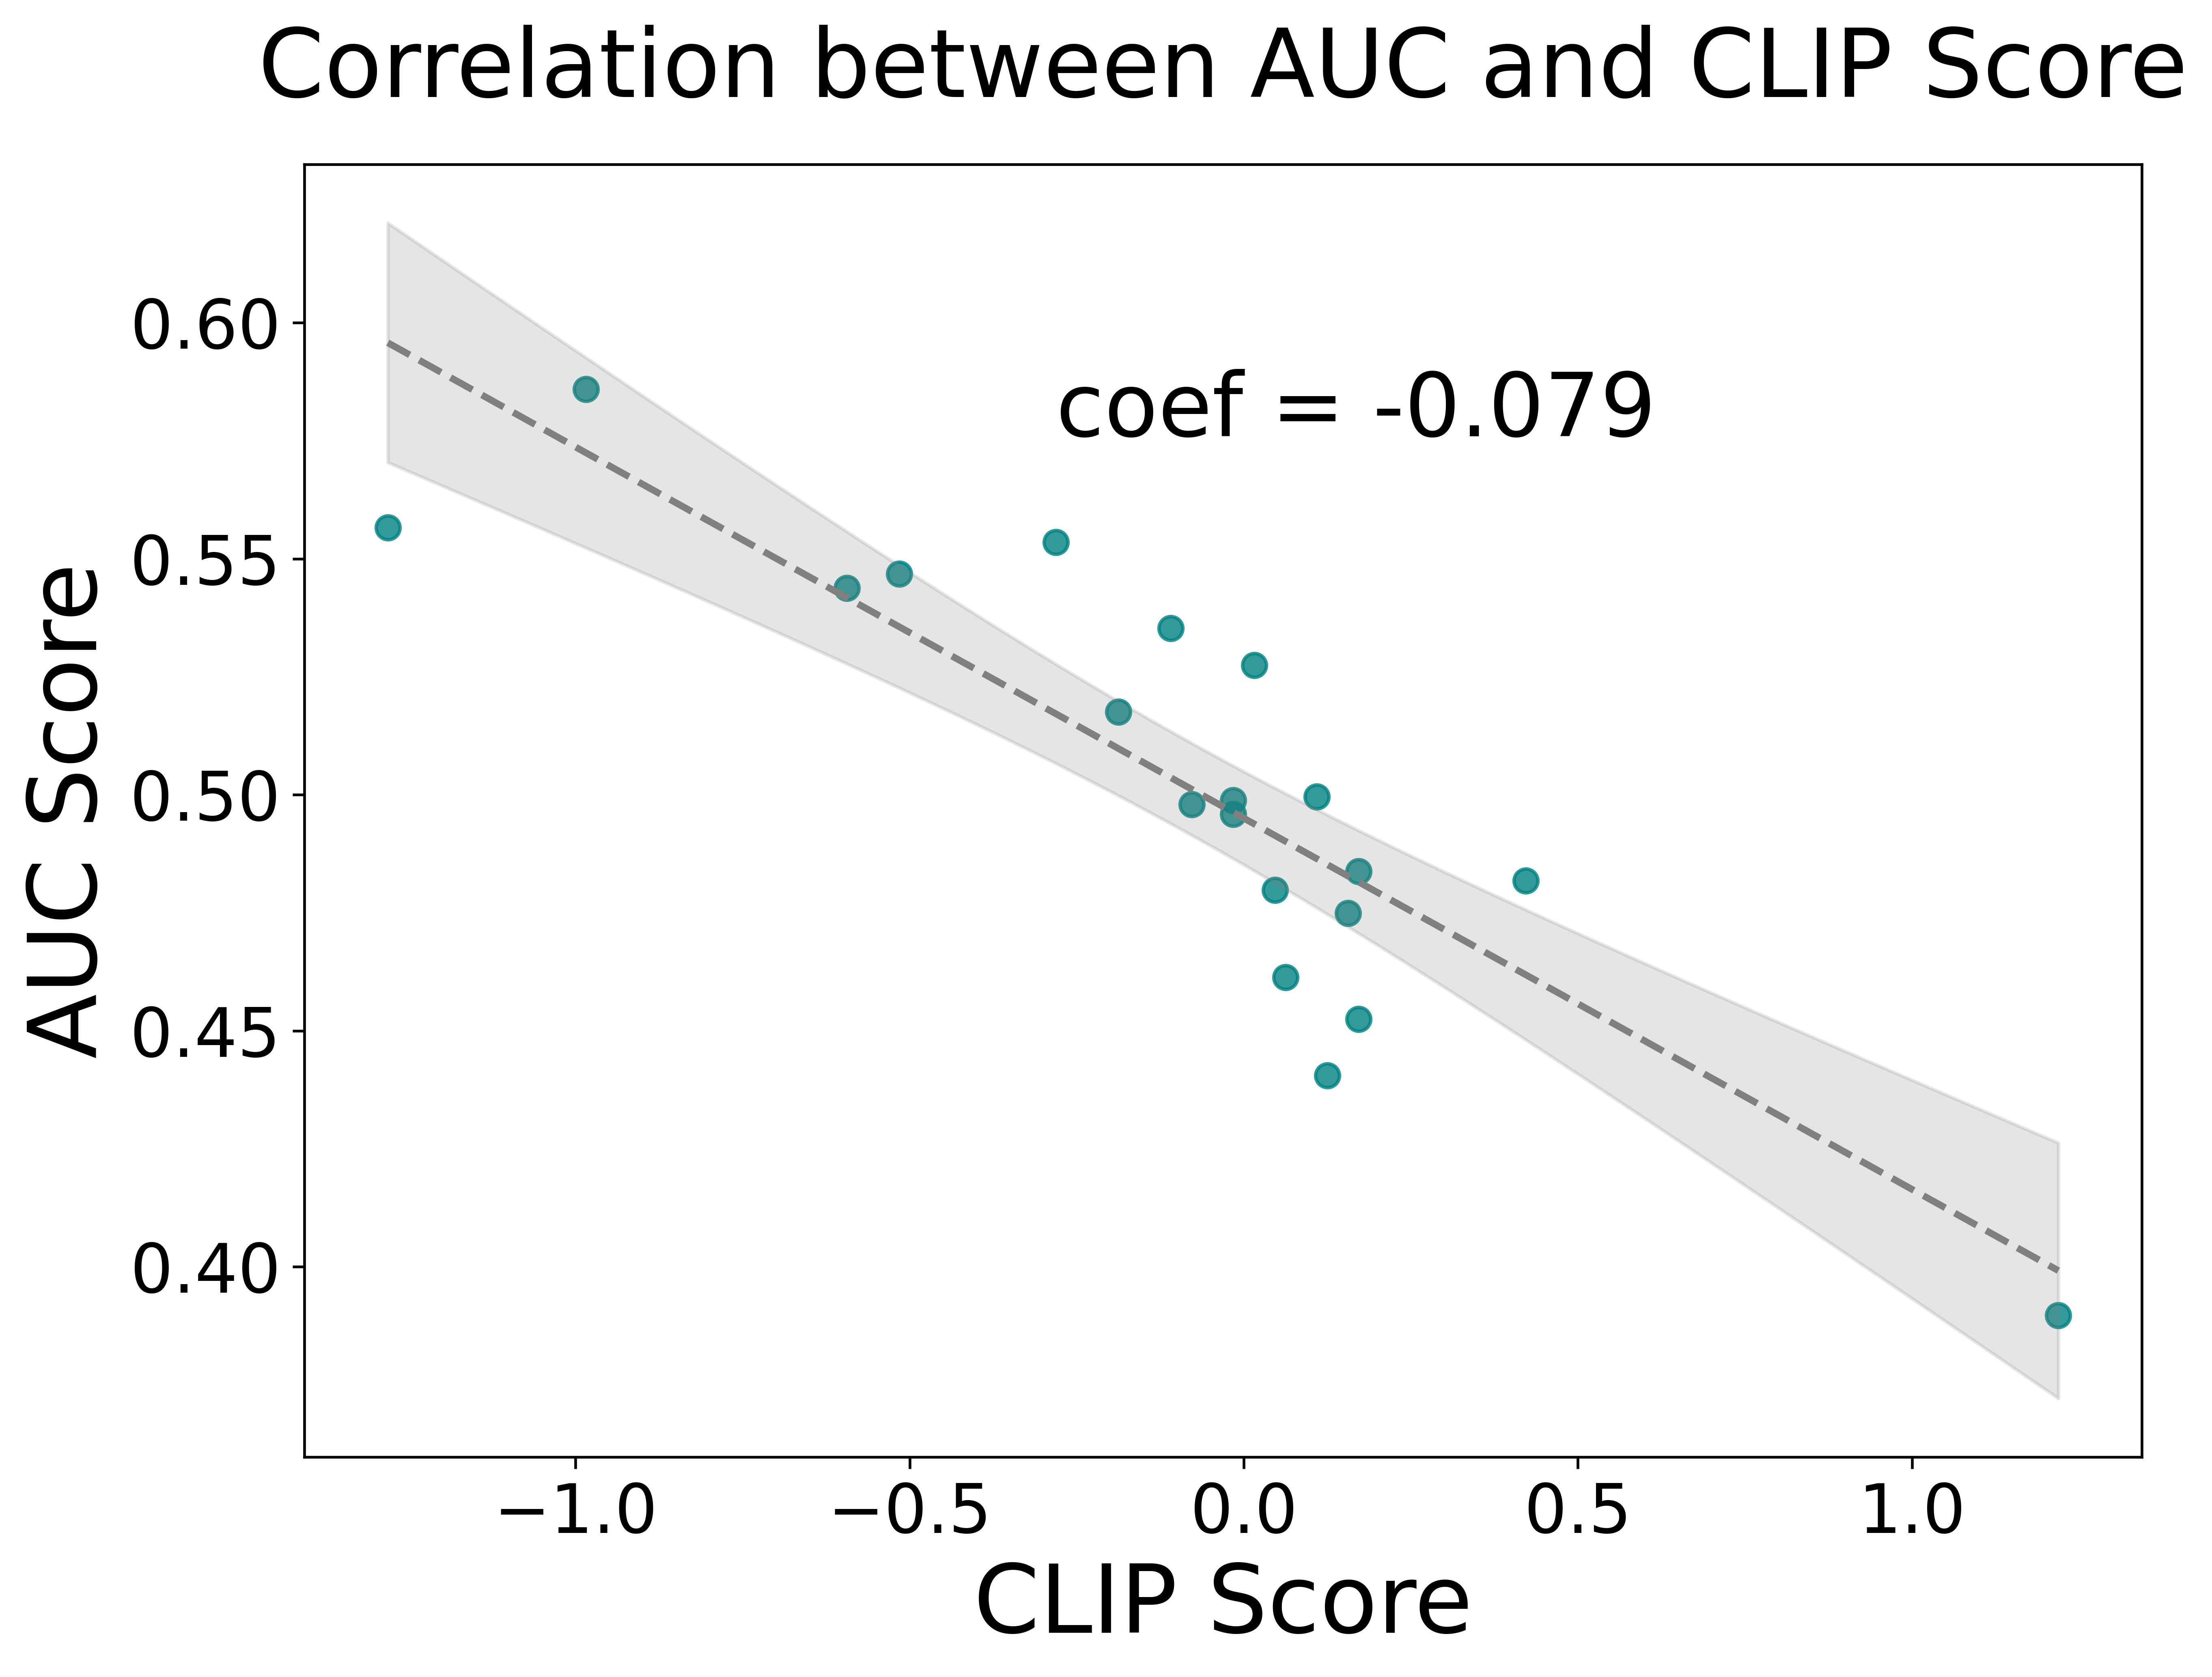 Correlation between AUC and CLIP Score
coef = -0.079
AUC Score
0.60
0.55
0.50
0.45
0.40
−1.0 −0.5 0.0 0.5 1.0
CLIP Score